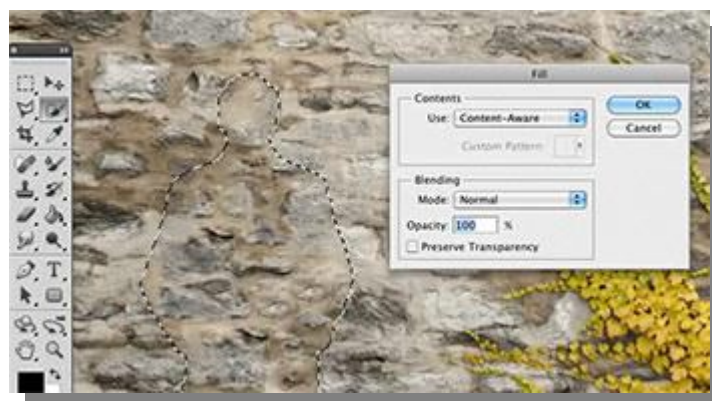 Fill
Contents
Use: Content-Aware
Custom Pattern:
OK
Cancel
Blending
Mode: Normal
Opacity: 100 %
Preserve Transparency
T